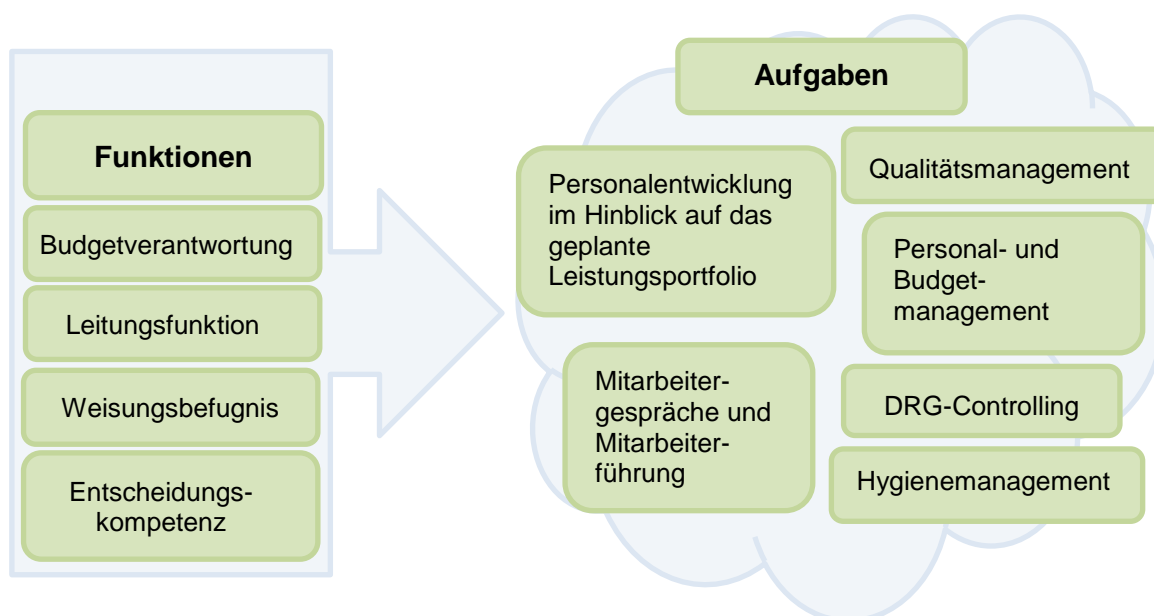 Funktionen
Budgetverantwortung
Leitungsfunktion
Weisungsbefugnis
Entscheidungs-
kompetenz
Aufgaben
Personalentwicklung
im Hinblick auf das
geplante
Leistungsportfolio
Qualitätsmanagement
Personal- und
Budget-
management
Mitarbeiter-
gespräche und
Mitarbeiter-
führung
DRG-Controlling
Hygienemanagement